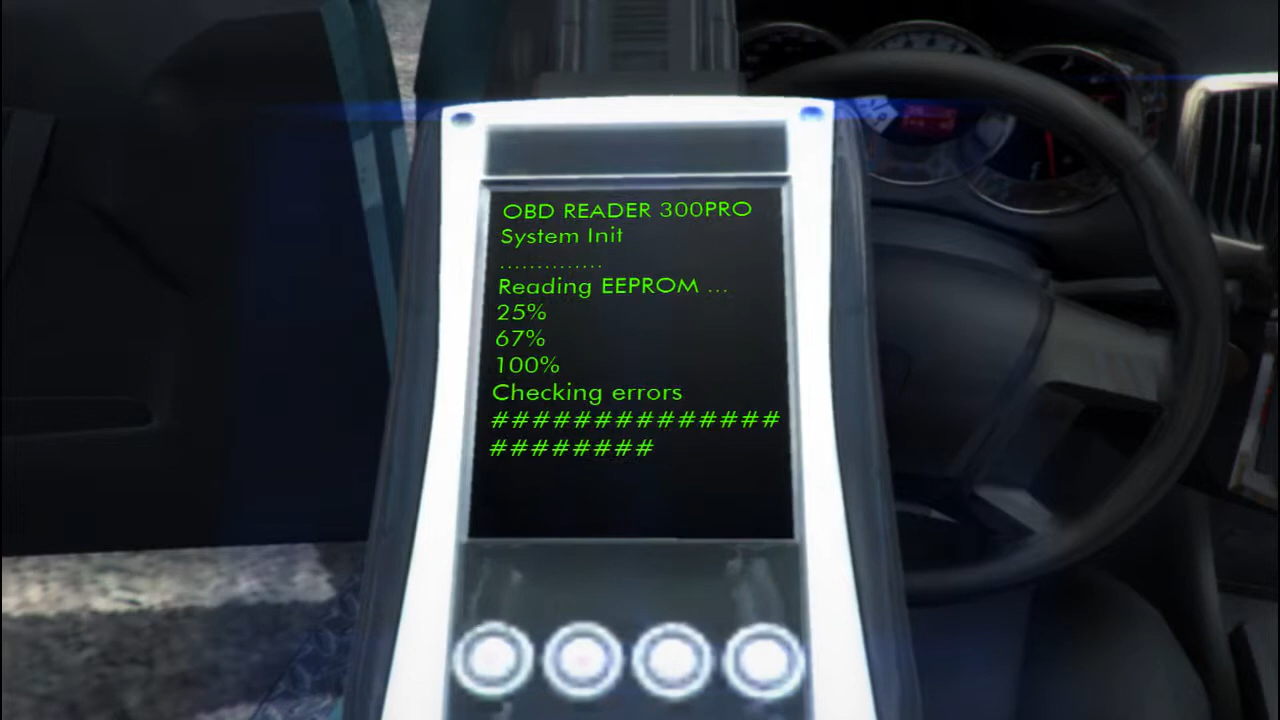 OBD READER 300PRO
System Init
..............
Reading EEPROM ...
25%
67%
100%
Checking errors
##############
########